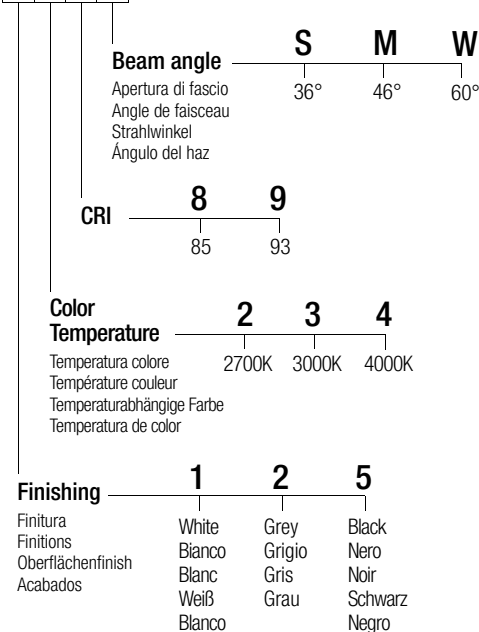 Beam angle S M W
Apertura di fascio 36° 46° 60°
Angle de faisceau
Strahlwinkel
Ángulo del haz
CRI 8 9
85 93
Color
Temperature 2 3 4
Temperatura colore 2700K 3000K 4000K
Température couleur
Temperaturabhängige Farbe
Temperatura de color
Finishing 1 2 5
Finitura White Grey Black
Finitions Bianco Grigio Nero
Oberflächenfinish Blanc Gris Noir
Acabados Weiß Grau Schwarz
Blanco Negro